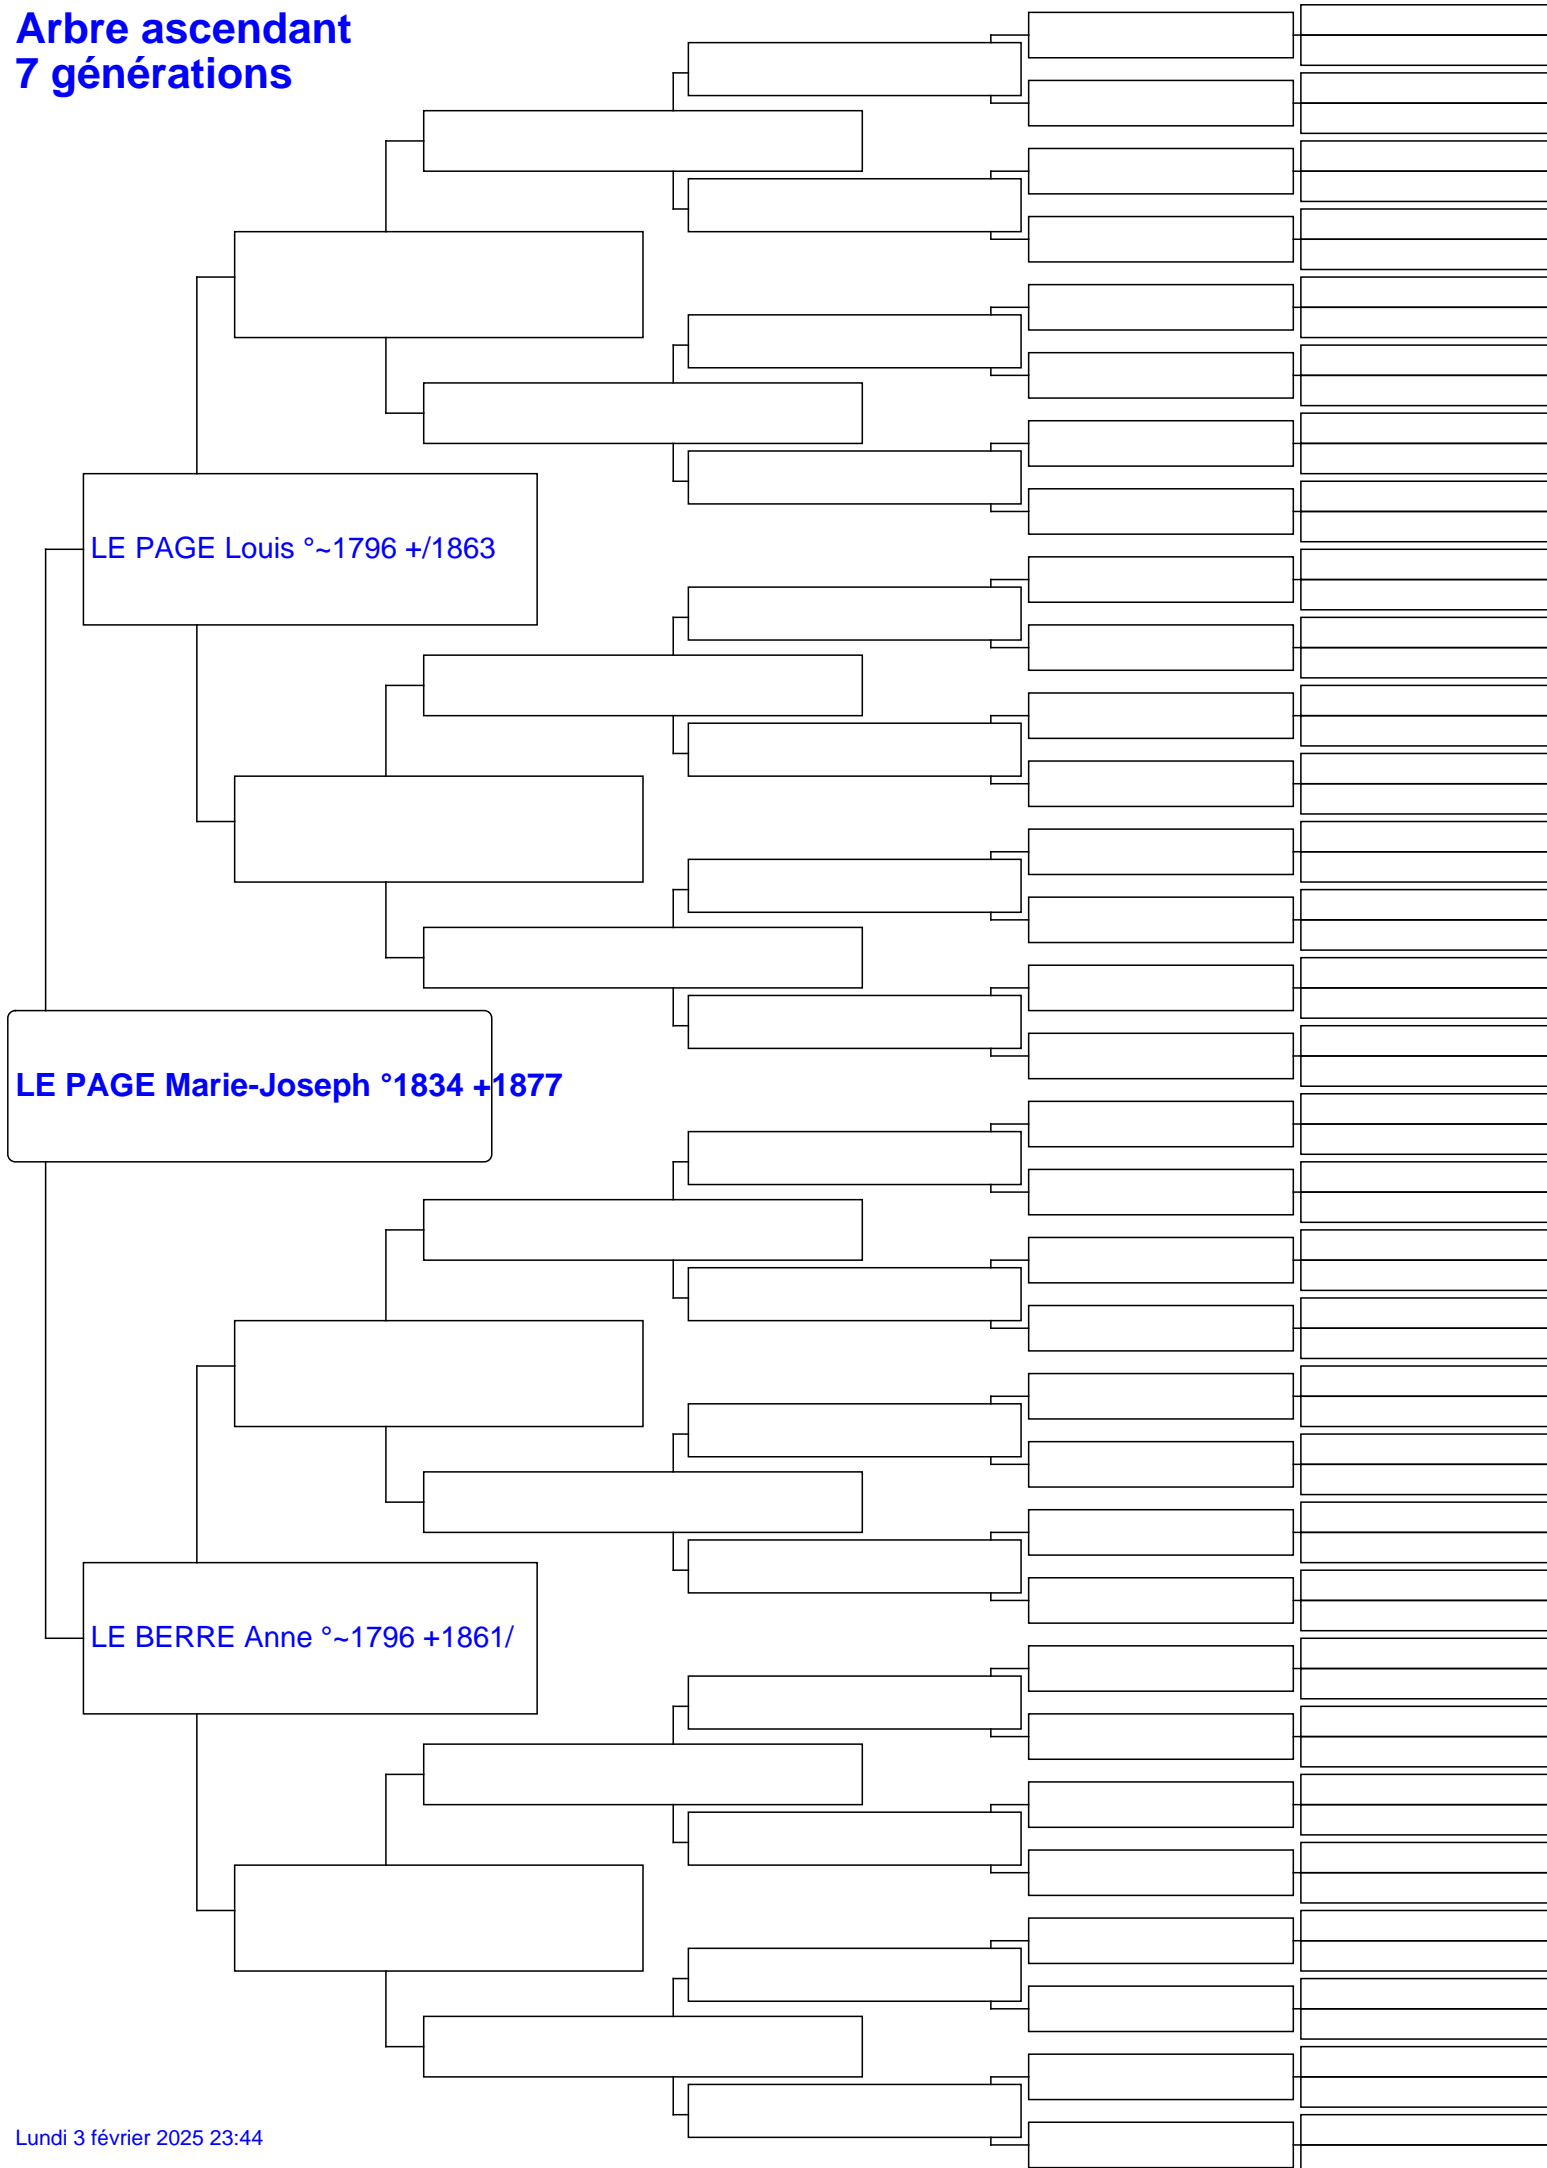 Arbre ascendant
7 générations
LE PAGE Louis °~1796 +/1863
LE PAGE Marie-Joseph °1834 +1877
LE BERRE Anne °~1796 +1861/
Lundi 3 février 2025 23:44